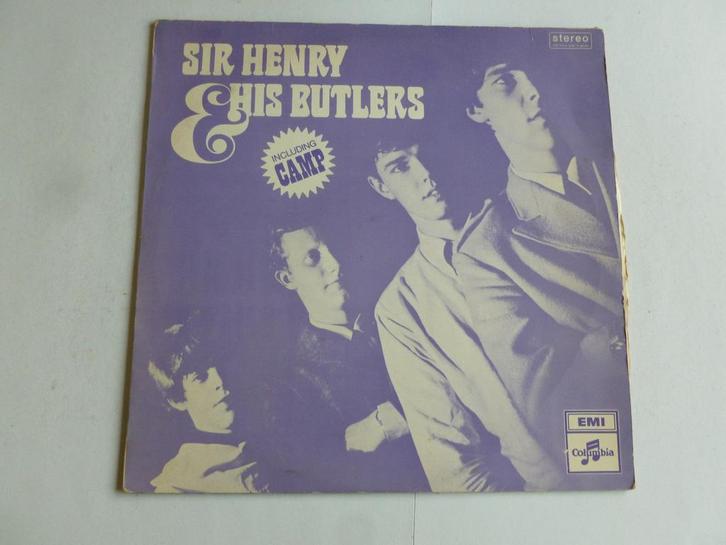 stereo
SIR HENRY
& HIS BUTLERS
INCLUDING
CAMP
EMI
Columbia